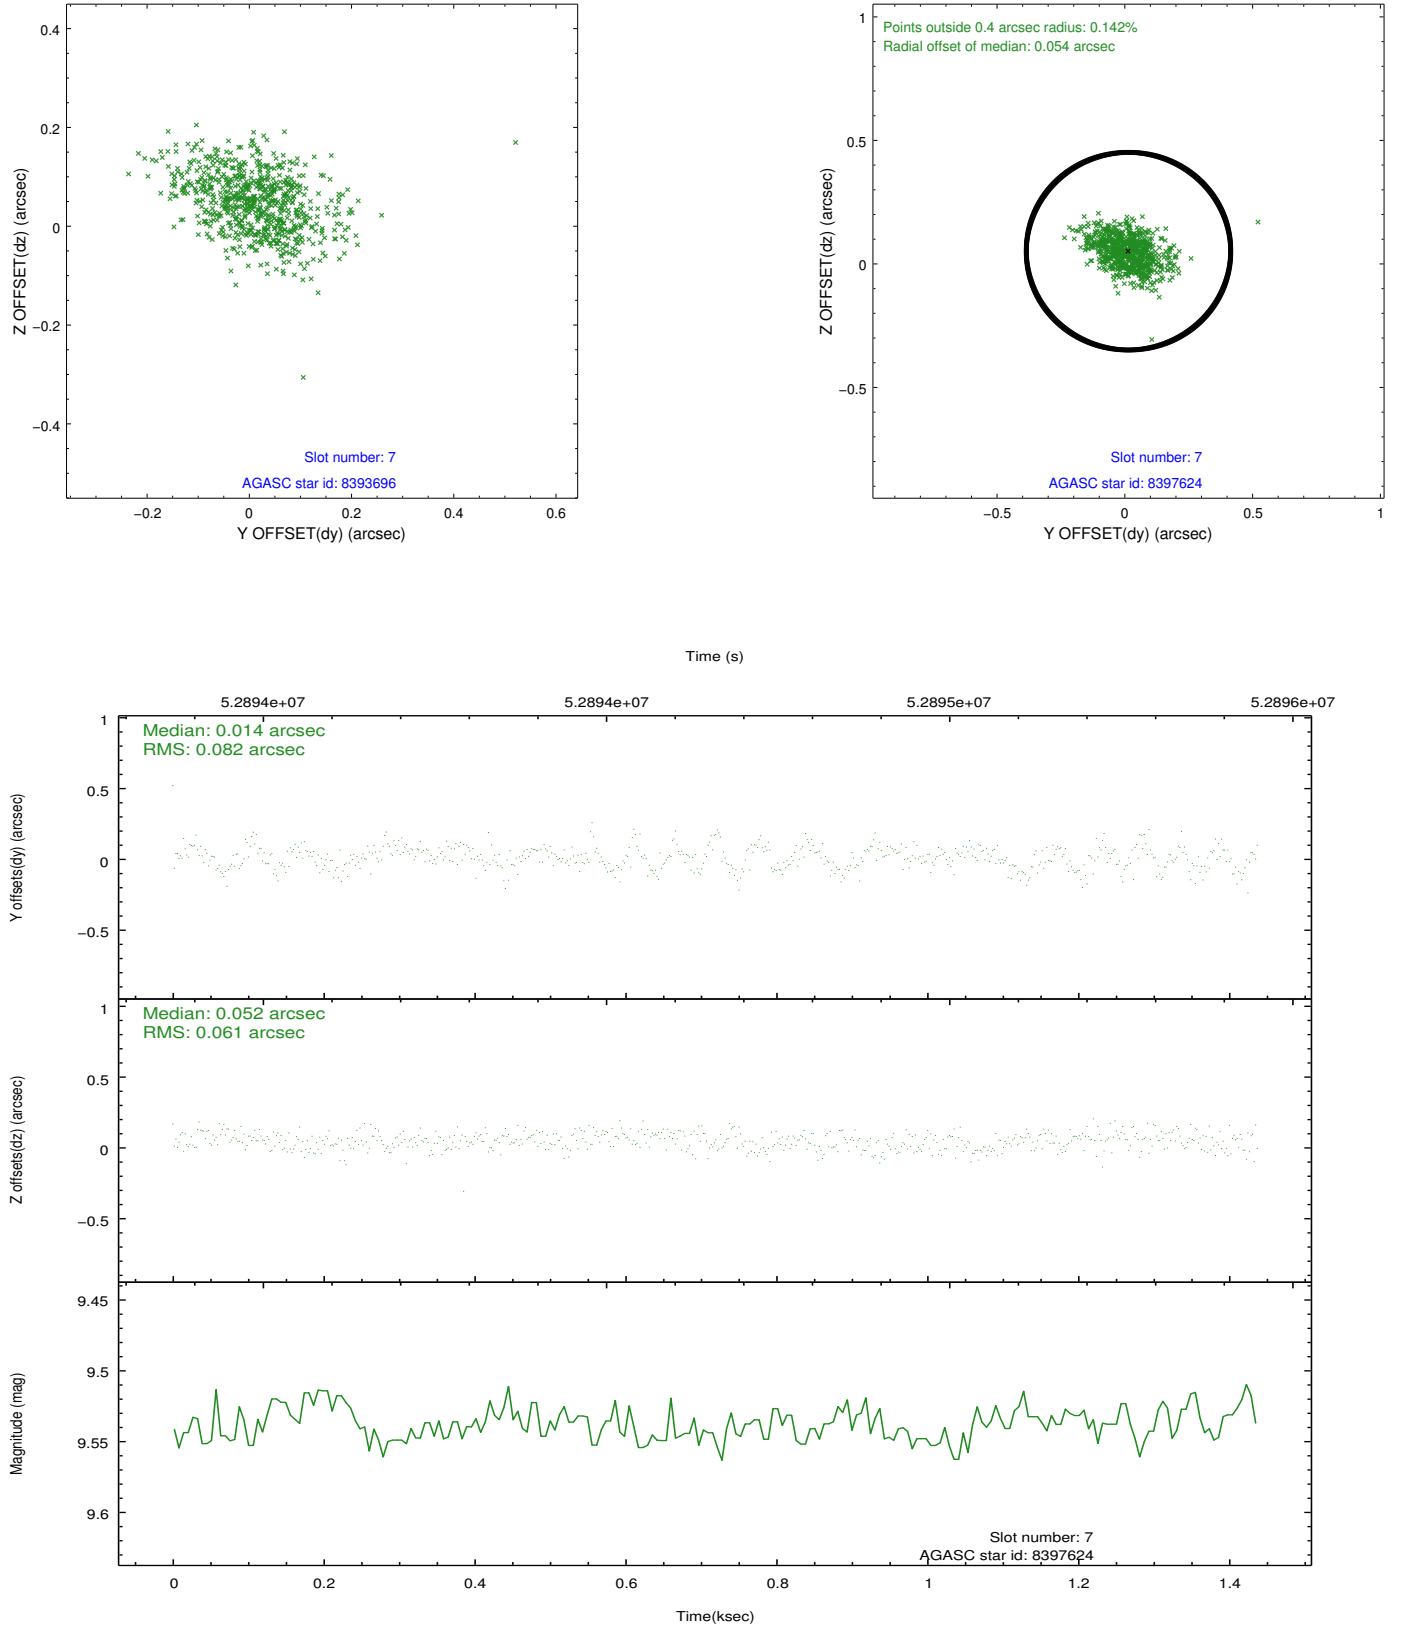 0.4
0.2
0
−0.2
−0.4
Z OFFSET(dz) (arcsec)
Slot number: 7
AGASC star id: 8393696
−0.2
0
0.2
0.4
0.6
Y OFFSET(dy) (arcsec)
Points outside 0.4 arcsec radius: 0.142%
Radial offset of median: 0.054 arcsec
1
0.5
0
−0.5
Z OFFSET(dz) (arcsec)
Slot number: 7
AGASC star id: 8397624
−0.5
0
0.5
1
Y OFFSET(dy) (arcsec)
Time (s)
5.2894e+07
5.2894e+07
5.2895e+07
5.2896e+07
Median: 0.014 arcsec
RMS: 0.082 arcsec
1
0.5
0
−0.5
Y offsets(dy) (arcsec)
Median: 0.052 arcsec
RMS: 0.061 arcsec
1
0.5
0
−0.5
Z offsets(dz) (arcsec)
9.45
9.5
9.55
9.6
Magnitude (mag)
Slot number: 7
AGASC star id: 8397624
0
0.2
0.4
0.6
0.8
1
1.2
1.4
Time(ksec)